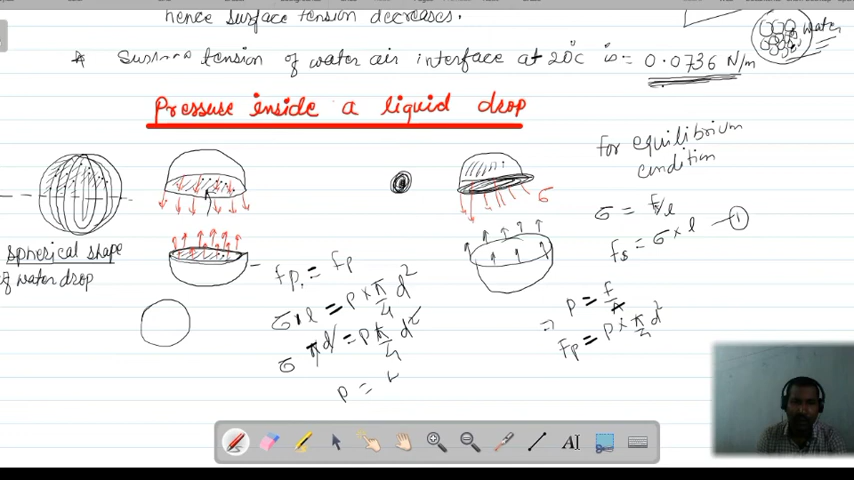 hence surface tension decreases.
water
* tension of water air interface at 20°c is = 0.0736 N/m
Pressure inside a liquid drop
for equilibrium
condition
σ
σ = F/l
fs = σ × l —①
spherical shape
of water drop
fp, = fp
σ × l = P × π/4 d²
σ πd = P π/4 d²
P = 
⇒ P = f/A
Fp = P × π/4 d²
AI